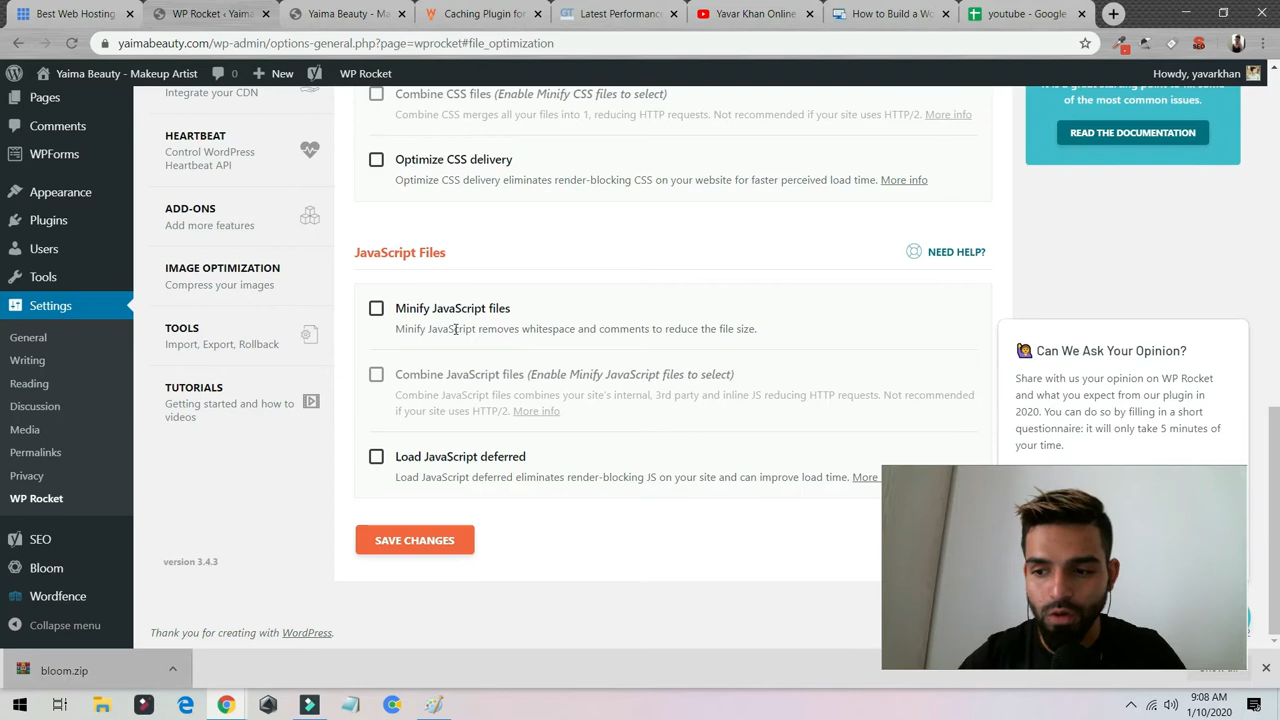 Best Web Hosting
WP Rocket ‹ Yaima
Yaima Beauty - Ma
Caching Plugin for
GT
Latest Performanc
Yavar Khan Online
How to Build a Wo
youtube - Google
yaimabeauty.com/wp-admin/options-general.php?page=wprocket#file_optimization
SEO
Yaima Beauty - Makeup Artist
0
New
WP Rocket
Howdy, yavarkhan
Pages
Comments
WPForms
Appearance
Plugins
Users
Tools
Settings
General
Writing
Reading
Discussion
Media
Permalinks
Privacy
WP Rocket
SEO
Bloom
Wordfence
Collapse menu
Integrate your CDN
HEARTBEAT
Control WordPress
Heartbeat API
ADD-ONS
Add more features
IMAGE OPTIMIZATION
Compress your images
TOOLS
Import, Export, Rollback
TUTORIALS
Getting started and how to
videos
version 3.4.3
Combine CSS files (Enable Minify CSS files to select)
Combine CSS merges all your files into 1, reducing HTTP requests. Not recommended if your site uses HTTP/2. More info
Optimize CSS delivery
Optimize CSS delivery eliminates render-blocking CSS on your website for faster perceived load time. More info
JavaScript Files
NEED HELP?
Minify JavaScript files
Minify JavaScript removes whitespace and comments to reduce the file size.
Combine JavaScript files (Enable Minify JavaScript files to select)
Combine JavaScript files combines your site's internal, 3rd party and inline JS reducing HTTP requests. Not recommended
if your site uses HTTP/2. More info
Load JavaScript deferred
Load JavaScript deferred eliminates render-blocking JS on your site and can improve load time. More
SAVE CHANGES
Thank you for creating with WordPress.
It is a great starting point to fix some
of the most common issues.
READ THE DOCUMENTATION
Can We Ask Your Opinion?
Share with us your opinion on WP Rocket
and what you expect from our plugin in
2020. You can do so by filling in a short
questionnaire: it will only take 5 minutes of
your time.
bloom.zip
9:08 AM
1/10/2020